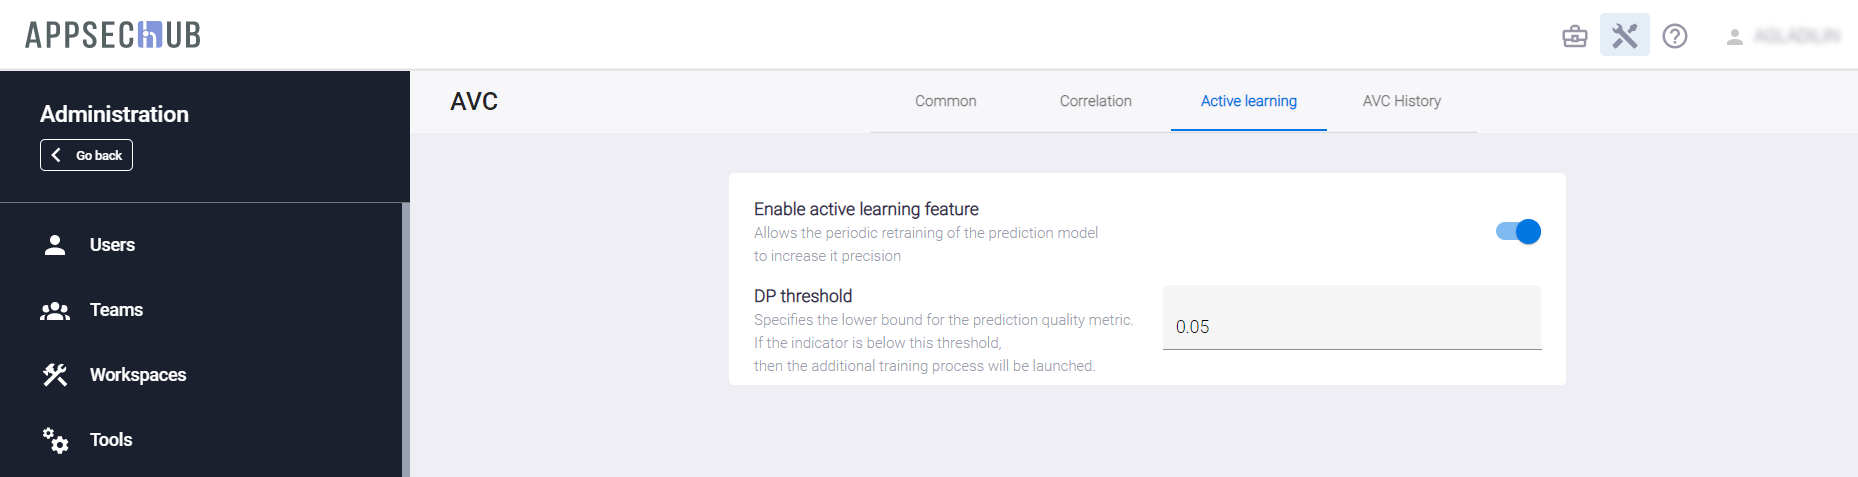 APPSECHUB
Administration
Go back
Users
Teams
Workspaces
Tools
AVC
Common
Correlation
Active learning
AVC History
Enable active learning feature
Allows the periodic retraining of the prediction model
to increase it precision
DP threshold
Specifies the lower bound for the prediction quality metric.
If the indicator is below this threshold,
then the additional training process will be launched.
0.05